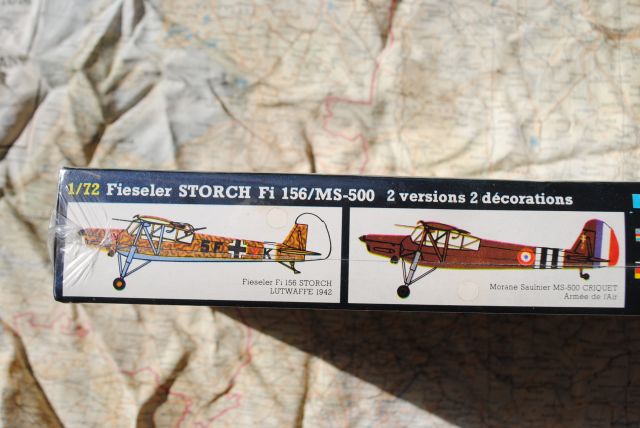 1/72 Fieseler STORCH Fi 156/MS-500 2 versions 2 décorations
5F K
Fieseler Fi 156 STORCH
LUTWAFFE 1942
Morane Saulnier MS-500 CRIQUET
Armée de l'Air